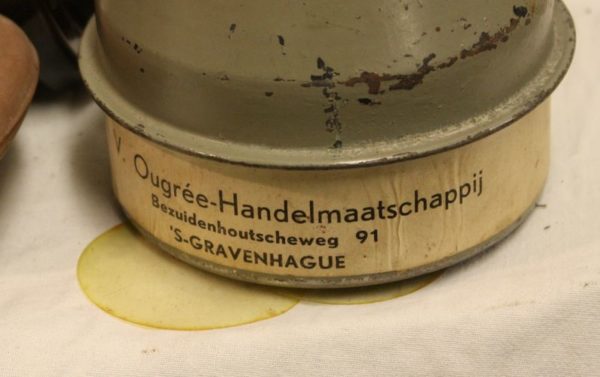 V. Ougrée-Handelmaatschappij
Bezuidenhoutscheweg 91
'S-GRAVENHAGUE